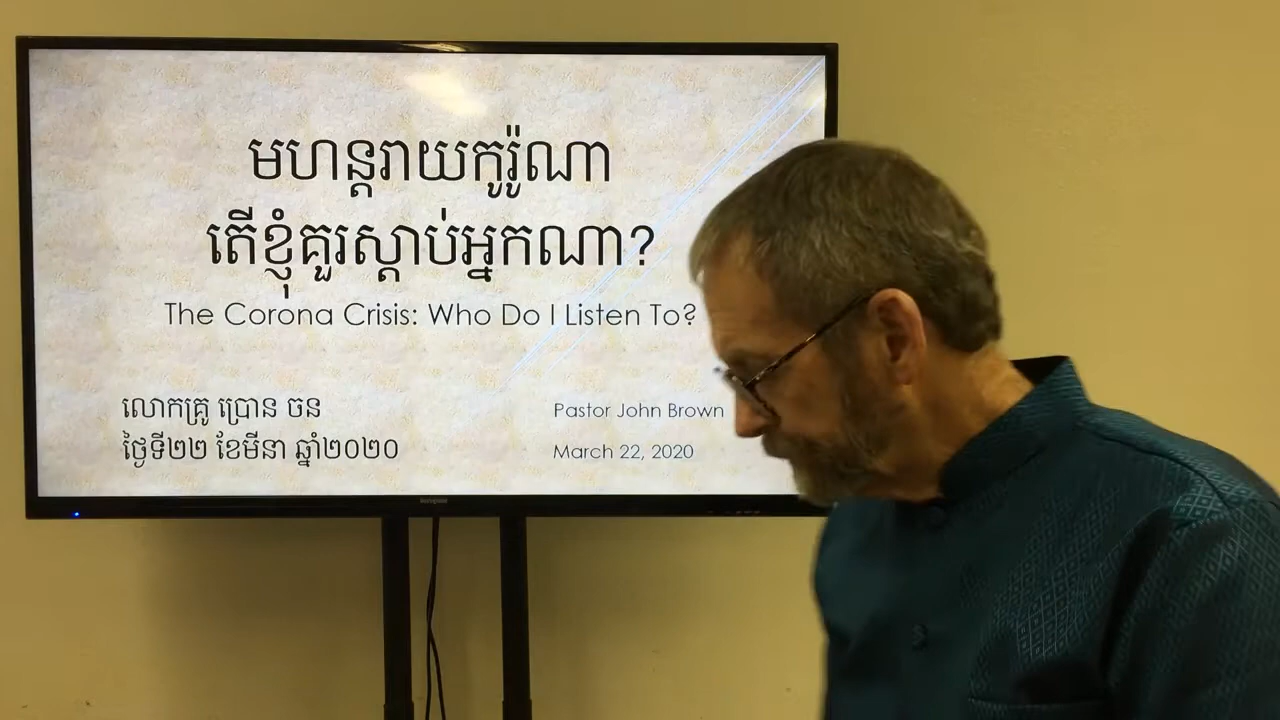 មហន្តរាយកូរ៉ូណា
តើខ្ញុំគួរស្តាប់អ្នកណា?
The Corona Crisis: Who Do I Listen To?
លោកគ្រូ ប្រោន ចន
Pastor John Brown
ថ្ងៃទី២២ ខែមីនា ឆ្នាំ២០២០
March 22, 2020